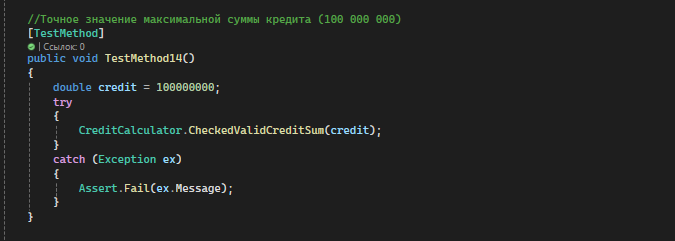 //Точное значение максимальной суммы кредита (100 000 000)
[TestMethod]
| Ссылок: 0
public void TestMethod14()
{
double credit = 100000000;
try
{
CreditCalculator.CheckedValidCreditSum(credit);
}
catch (Exception ex)
{
Assert.Fail(ex.Message);
}
}